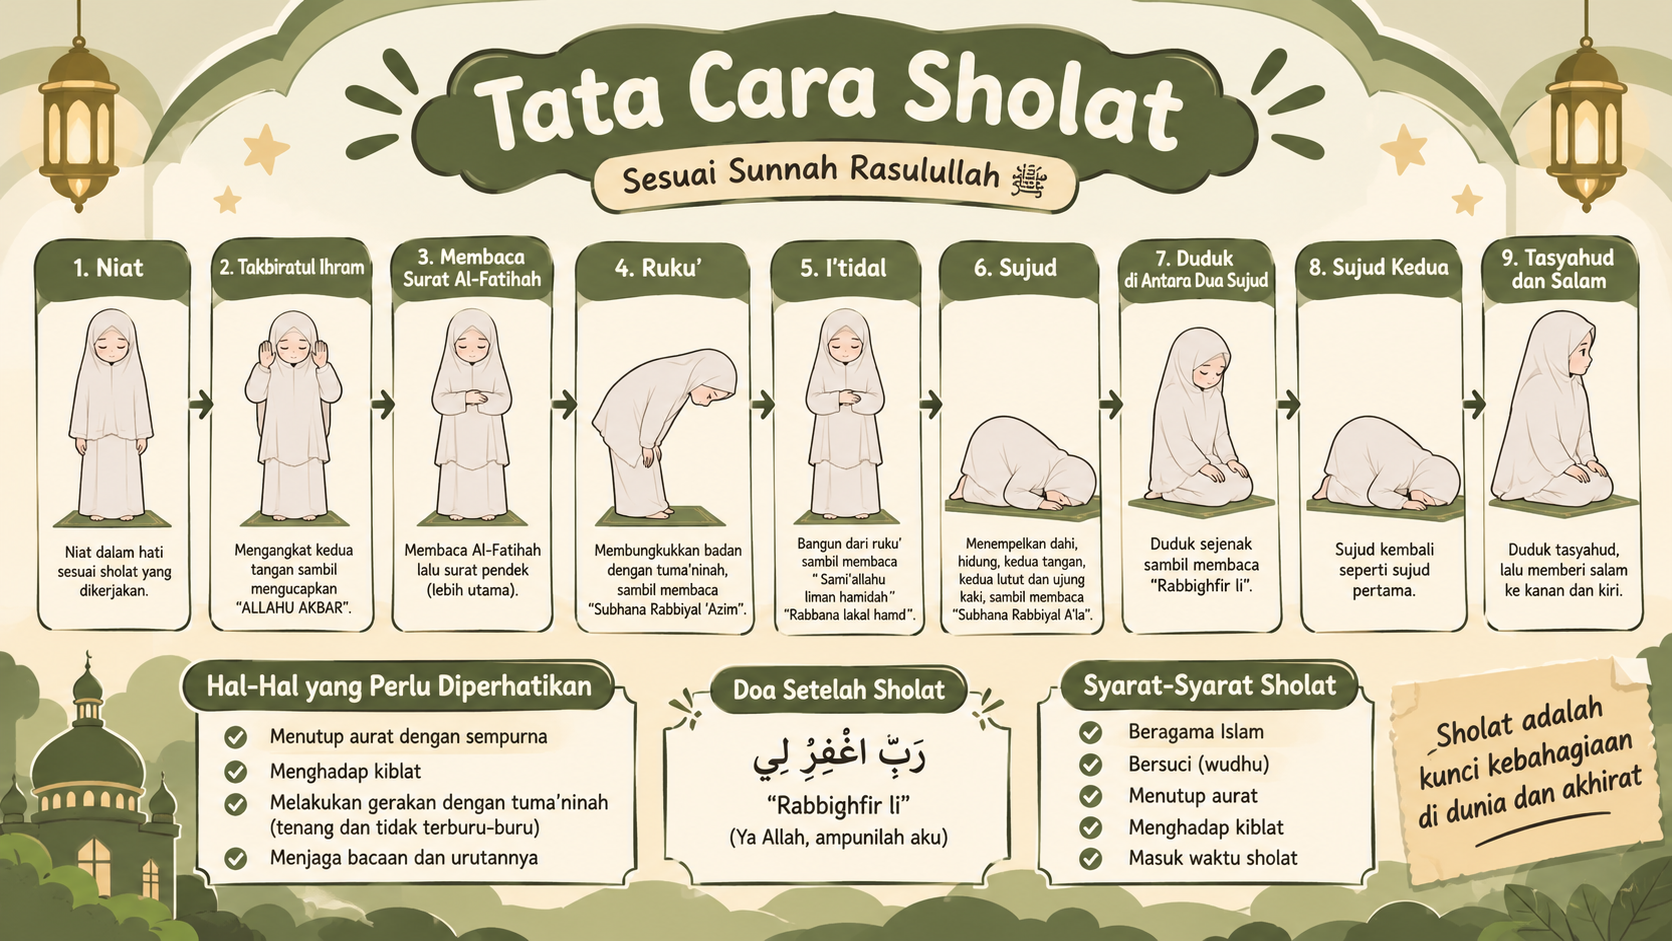 Tata Cara Sholat
Sesuai Sunnah Rasulullah ﷺ
1. Niat
Niat dalam hati
sesuai sholat yang
dikerjakan.
2. Takbiratul Ihram
Mengangkat kedua
tangan sambil
mengucapkan
"ALLAHU AKBAR".
3. Membaca
Surat Al-Fatihah
Membaca Al-Fatihah
lalu surat pendek
(lebih utama).
4. Ruku'
Membungkukkan badan
dengan tuma'ninah,
sambil membaca
"Subhana Rabbiyal 'Azim".
5. I'tidal
Bangun dari ruku'
sambil membaca
"Sami'allahu
liman hamidah"
"Rabbana lakal hamd".
6. Sujud
Menempelkan dahi,
hidung, kedua tangan,
kedua lutut dan ujung
kaki, sambil membaca
"Subhana Rabbiyal A'la".
7. Duduk
di Antara Dua Sujud
Duduk sejenak
sambil membaca
"Rabbighfir li".
8. Sujud Kedua
Sujud kembali
seperti sujud
pertama.
9. Tasyahud
dan Salam
Duduk tasyahud,
lalu memberi salam
ke kanan dan kiri.
Hal-Hal yang Perlu Diperhatikan
Menutup aurat dengan sempurna
Menghadap kiblat
Melakukan gerakan dengan tuma'ninah
(tenang dan tidak terburu-buru)
Menjaga bacaan dan urutannya
Doa Setelah Sholat
رَبِّ اغْفِرْ لِي
"Rabbighfir li"
(Ya Allah, ampunilah aku)
Syarat-Syarat Sholat
Beragama Islam
Bersuci (wudhu)
Menutup aurat
Menghadap kiblat
Masuk waktu sholat
Sholat adalah
kunci kebahagiaan
di dunia dan akhirat